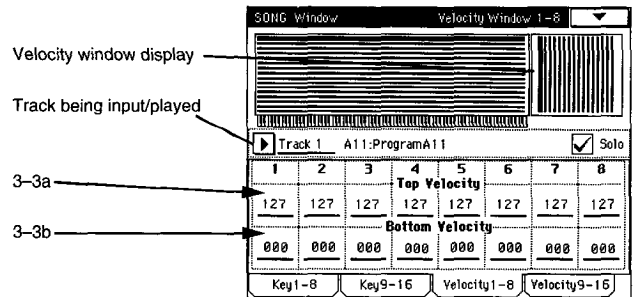 SONG Window Velocity Window 1-8
Velocity window display
Track being input/played
Track 1 A11:ProgramA11 Solo
1 2 3 4 5 6 7 8
Top Velocity
3–3a
127 127 127 127 127 127 127 127
Bottom Velocity
3–3b
000 000 000 000 000 000 000 000
Key1-8 Key9-16 Velocity1-8 Velocity9-16